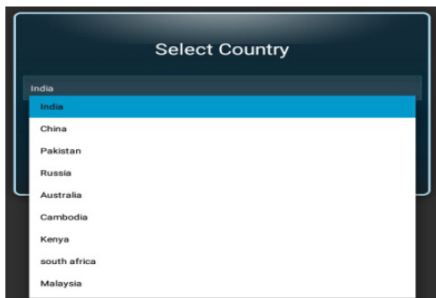 Select Country
India
India
China
Pakistan
Russia
Australia
Cambodia
Kenya
south africa
Malaysia